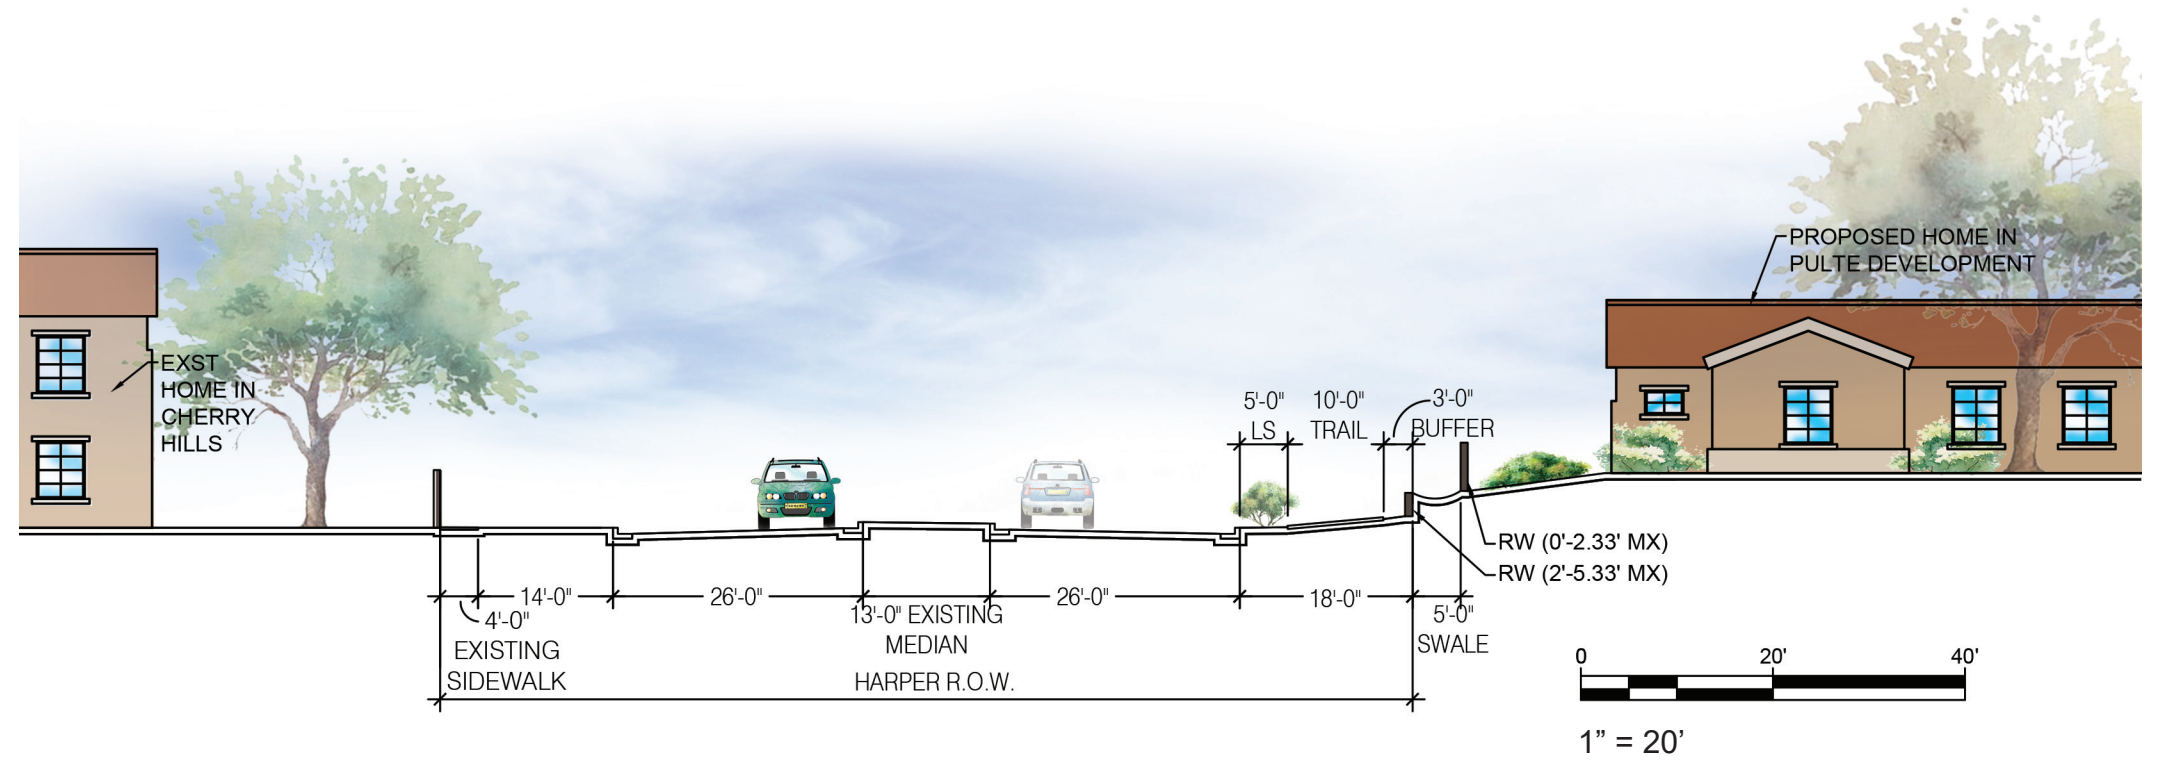 PROPOSED HOME IN
PULTE DEVELOPMENT
EXST
HOME IN
CHERRY
HILLS
5'-0"
LS
10'-0"
TRAIL
3'-0"
BUFFER
RW (0'-2.33' MX)
RW (2'-5.33' MX)
4'-0"
EXISTING
SIDEWALK
14'-0"
26'-0"
13'-0" EXISTING
MEDIAN
26'-0"
18'-0"
5'-0"
SWALE
HARPER R.O.W.
0 20' 40'
1” = 20’